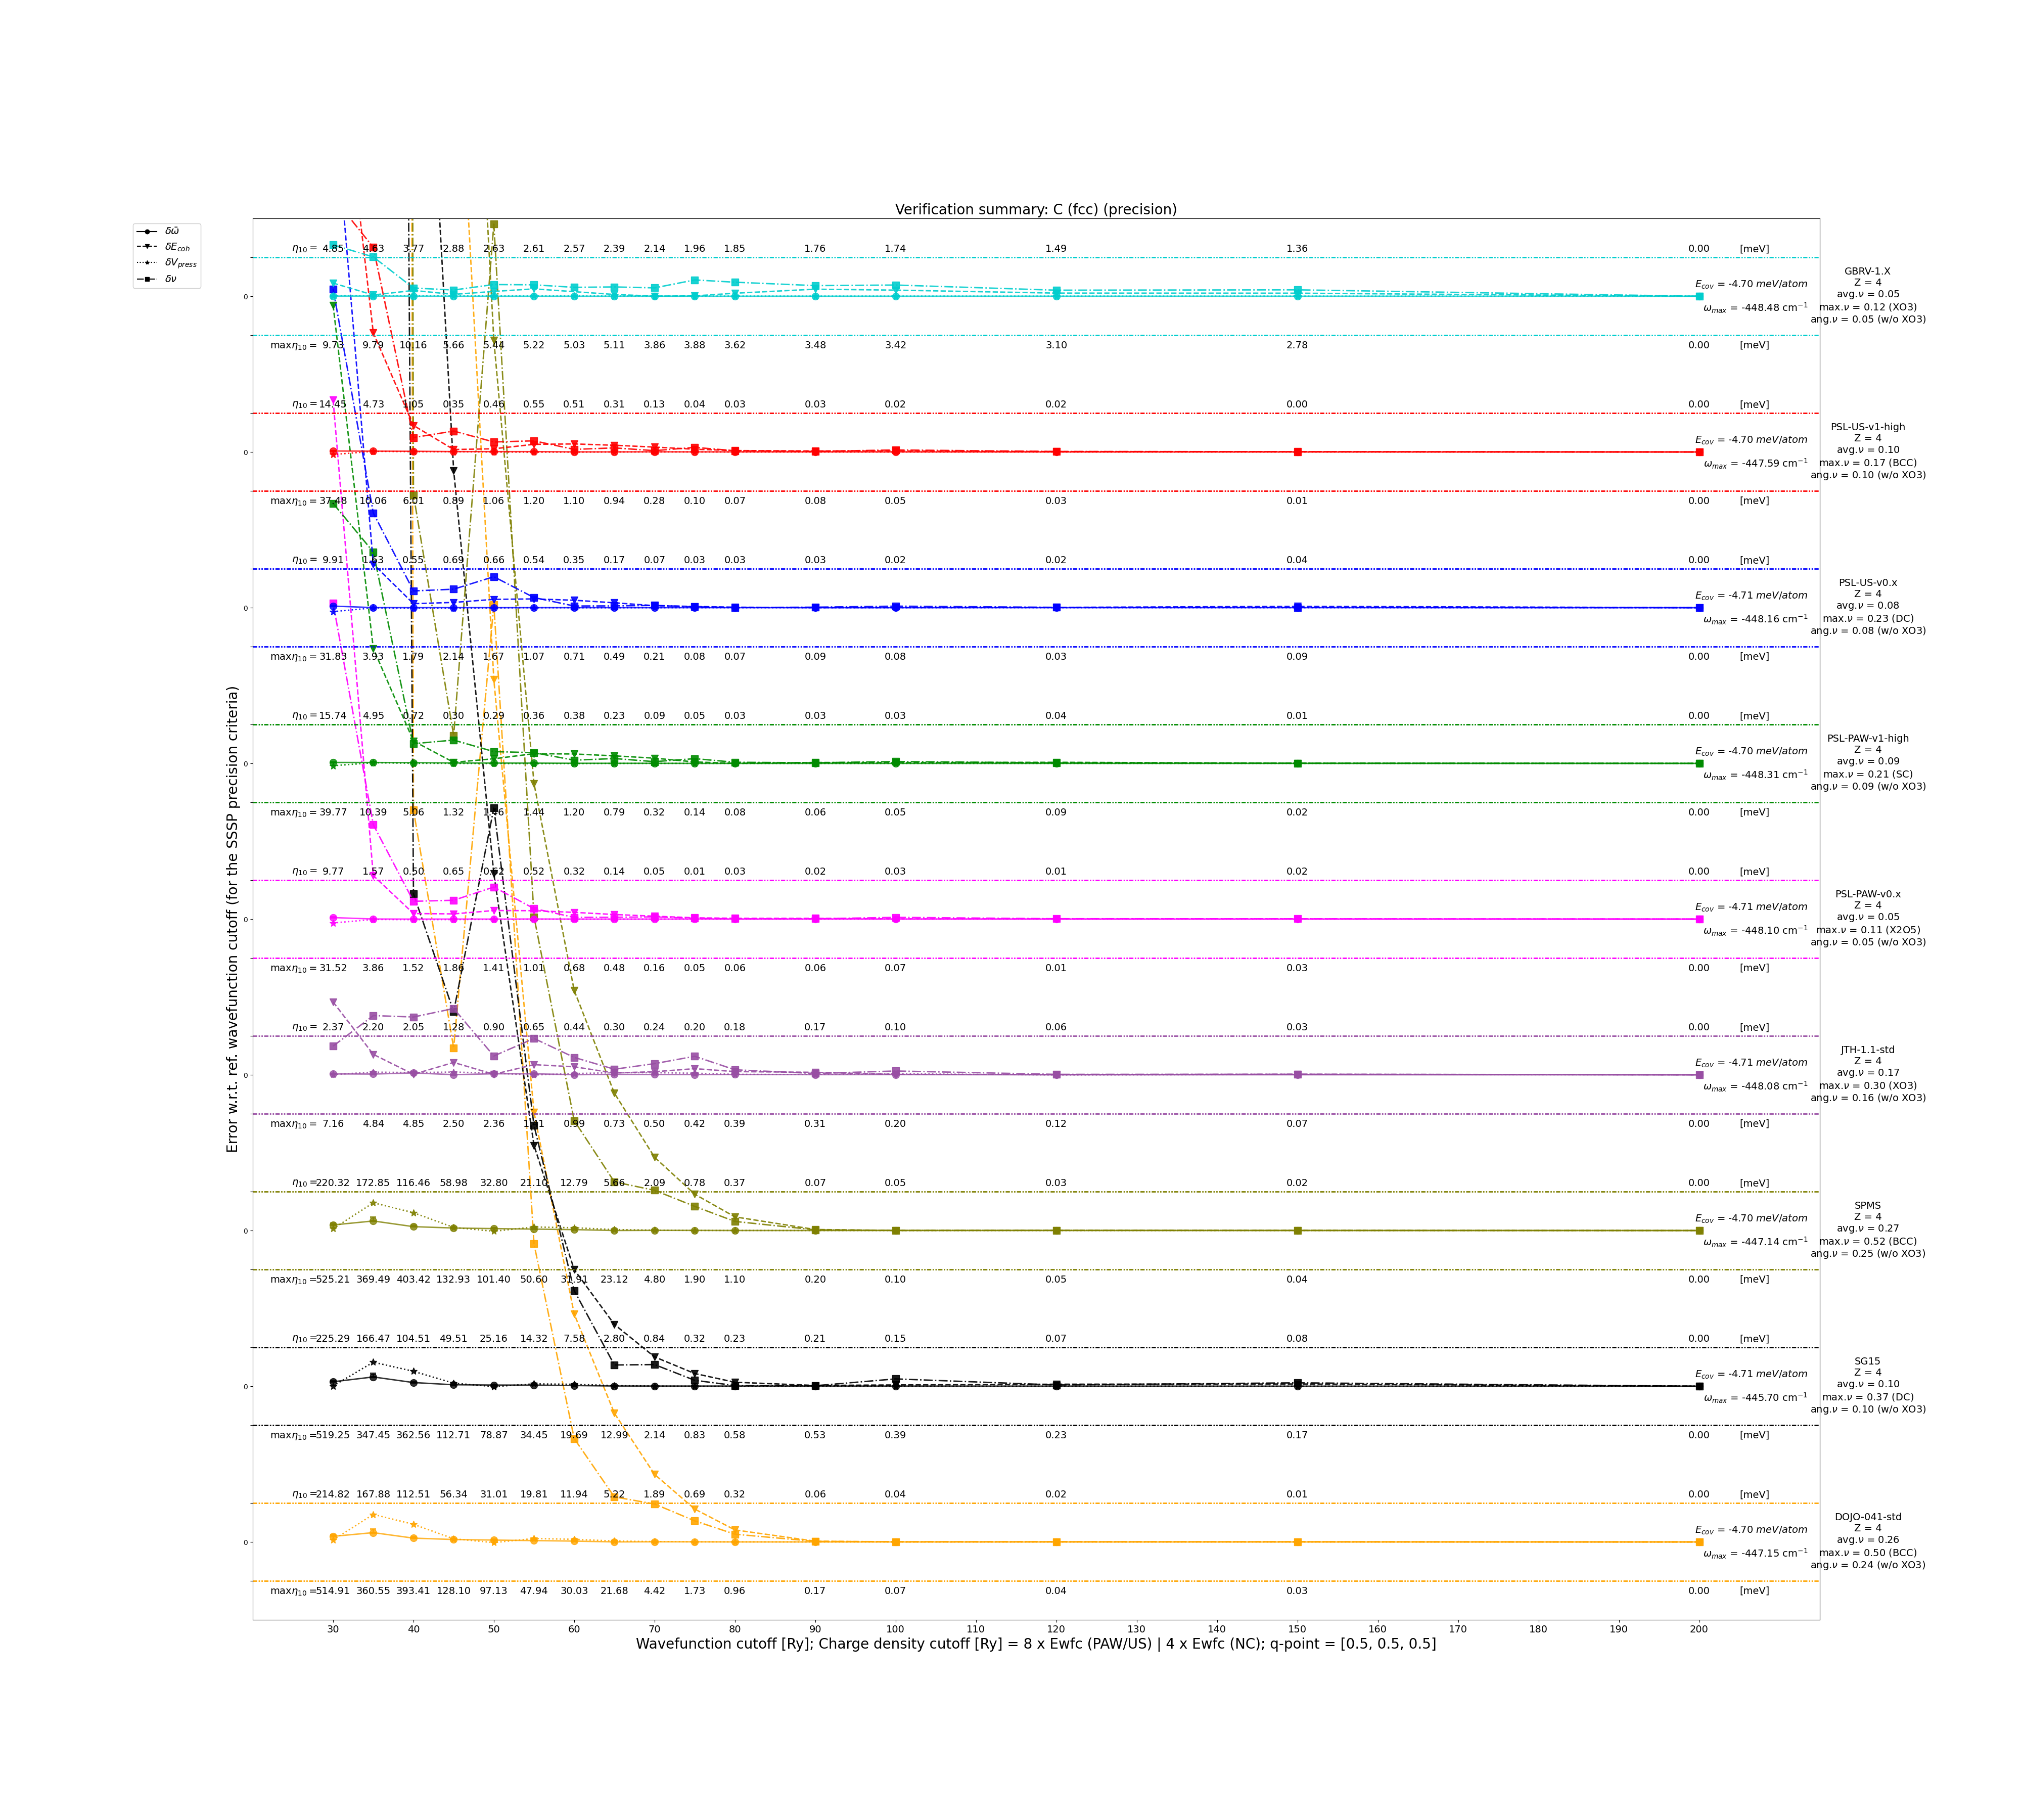 Verification summary: C (fcc) (precision)
δω̄
δE_coh
δV_press
δν
Error w.r.t. ref. wavefunction cutoff (for the SSSP precision criteria)
η₁₀ = 4.85 4.63 3.77 2.88 2.63 2.61 2.57 2.39 2.14 1.96 1.85 1.76 1.74 1.49 1.36 0.00 [meV]
0
E_cov = -4.70 meV/atom
ω_max = -448.48 cm⁻¹
maxη₁₀ = 9.73 9.79 10.16 5.66 5.44 5.22 5.03 5.11 3.86 3.88 3.62 3.48 3.42 3.10 2.78 0.00 [meV]
GBRV-1.X
Z = 4
avg.ν = 0.05
max.ν = 0.12 (XO3)
ang.ν = 0.05 (w/o XO3)
η₁₀ = 14.45 4.73 1.05 0.35 0.46 0.55 0.51 0.31 0.13 0.04 0.03 0.03 0.02 0.02 0.00 0.00 [meV]
0
E_cov = -4.70 meV/atom
ω_max = -447.59 cm⁻¹
maxη₁₀ = 37.48 10.06 6.01 0.89 1.06 1.20 1.10 0.94 0.28 0.10 0.07 0.08 0.05 0.03 0.01 0.00 [meV]
PSL-US-v1-high
Z = 4
avg.ν = 0.10
max.ν = 0.17 (BCC)
ang.ν = 0.10 (w/o XO3)
η₁₀ = 9.91 1.63 0.55 0.69 0.66 0.54 0.35 0.17 0.07 0.03 0.03 0.03 0.02 0.02 0.04 0.00 [meV]
0
E_cov = -4.71 meV/atom
ω_max = -448.16 cm⁻¹
maxη₁₀ = 31.83 3.93 1.79 2.14 1.67 1.07 0.71 0.49 0.21 0.08 0.07 0.09 0.08 0.03 0.09 0.00 [meV]
PSL-US-v0.x
Z = 4
avg.ν = 0.08
max.ν = 0.23 (DC)
ang.ν = 0.08 (w/o XO3)
η₁₀ = 15.74 4.95 0.72 0.30 0.29 0.36 0.38 0.23 0.09 0.05 0.03 0.03 0.03 0.04 0.01 0.00 [meV]
0
E_cov = -4.70 meV/atom
ω_max = -448.31 cm⁻¹
maxη₁₀ = 39.77 10.39 5.06 1.32 1.44 1.20 0.79 0.32 0.14 0.08 0.06 0.05 0.09 0.02 0.00 [meV]
PSL-PAW-v1-high
Z = 4
avg.ν = 0.09
max.ν = 0.21 (SC)
ang.ν = 0.09 (w/o XO3)
η₁₀ = 9.77 1.57 0.50 0.65 0.52 0.32 0.14 0.05 0.01 0.03 0.02 0.03 0.01 0.02 0.00 [meV]
0
E_cov = -4.71 meV/atom
ω_max = -448.10 cm⁻¹
maxη₁₀ = 31.52 3.86 1.52 1.86 1.41 1.01 0.68 0.48 0.16 0.05 0.06 0.06 0.07 0.01 0.03 0.00 [meV]
PSL-PAW-v0.x
Z = 4
avg.ν = 0.05
max.ν = 0.11 (X2O5)
ang.ν = 0.05 (w/o XO3)
η₁₀ = 2.37 2.20 2.05 1.28 0.90 0.65 0.44 0.30 0.24 0.20 0.18 0.17 0.10 0.06 0.03 0.00 [meV]
0
E_cov = -4.71 meV/atom
ω_max = -448.08 cm⁻¹
maxη₁₀ = 7.16 4.84 4.85 2.50 2.36 0.99 0.73 0.50 0.42 0.39 0.31 0.20 0.12 0.07 0.00 [meV]
JTH-1.1-std
Z = 4
avg.ν = 0.17
max.ν = 0.30 (XO3)
ang.ν = 0.16 (w/o XO3)
η₁₀ =220.32 172.85 116.46 58.98 32.80 21.10 12.79 5.66 2.09 0.78 0.37 0.07 0.05 0.03 0.02 0.00 [meV]
0
E_cov = -4.70 meV/atom
ω_max = -447.14 cm⁻¹
maxη₁₀ =525.21 369.49 403.42 132.93 101.40 50.60 31.91 23.12 4.80 1.90 1.10 0.20 0.10 0.05 0.04 0.00 [meV]
SPMS
Z = 4
avg.ν = 0.27
max.ν = 0.52 (BCC)
ang.ν = 0.25 (w/o XO3)
η₁₀ =225.29 166.47 104.51 49.51 25.16 14.32 7.58 2.80 0.84 0.32 0.23 0.21 0.15 0.07 0.08 0.00 [meV]
0
E_cov = -4.71 meV/atom
ω_max = -445.70 cm⁻¹
maxη₁₀ =519.25 347.45 362.56 112.71 78.87 34.45 19.69 12.99 2.14 0.83 0.58 0.53 0.39 0.23 0.17 0.00 [meV]
SG15
Z = 4
avg.ν = 0.10
max.ν = 0.37 (DC)
ang.ν = 0.10 (w/o XO3)
η₁₀ =214.82 167.88 112.51 56.34 31.01 19.81 11.94 5.22 1.89 0.69 0.32 0.06 0.04 0.02 0.01 0.00 [meV]
0
E_cov = -4.70 meV/atom
ω_max = -447.15 cm⁻¹
maxη₁₀ =514.91 360.55 393.41 128.10 97.13 47.94 30.03 21.68 4.42 1.73 0.96 0.17 0.07 0.04 0.03 0.00 [meV]
DOJO-041-std
Z = 4
avg.ν = 0.26
max.ν = 0.50 (BCC)
ang.ν = 0.24 (w/o XO3)
30 40 50 60 70 80 90 100 110 120 130 140 150 160 170 180 190 200
Wavefunction cutoff [Ry]; Charge density cutoff [Ry] = 8 x Ewfc (PAW/US) | 4 x Ewfc (NC); q-point = [0.5, 0.5, 0.5]